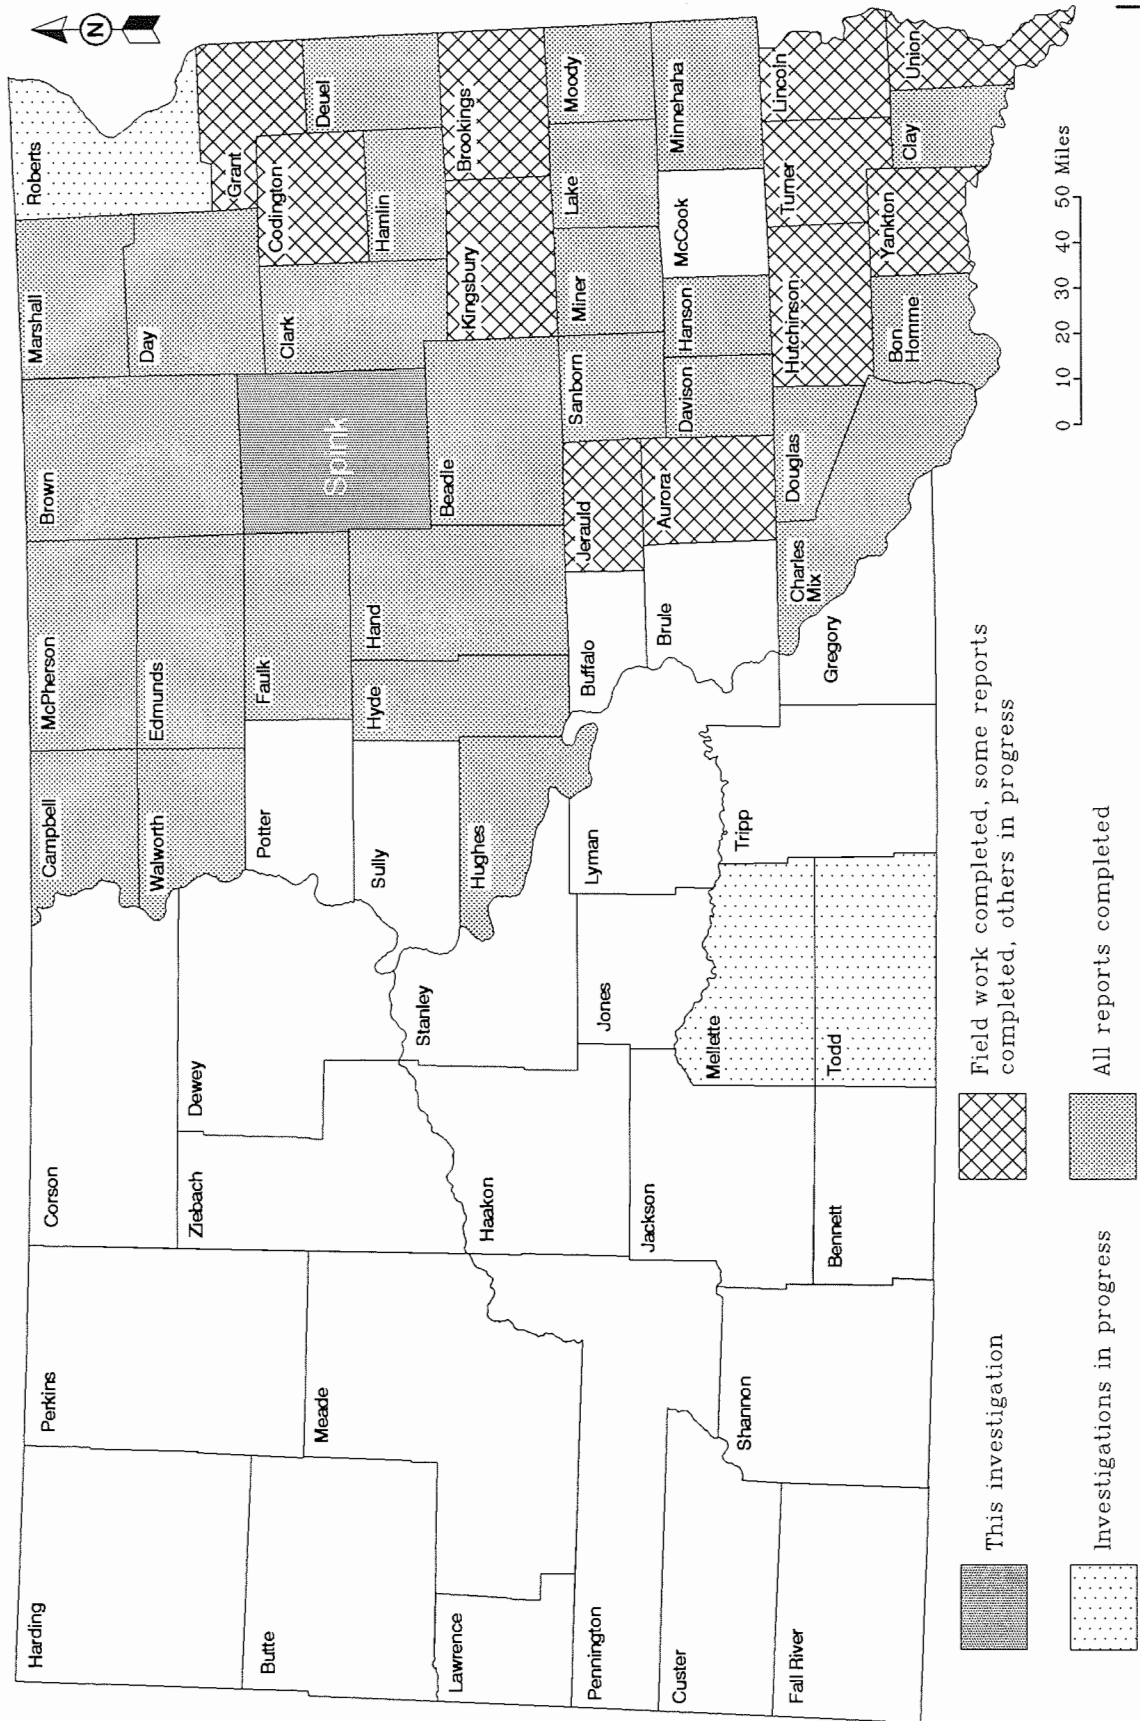 N
Harding
Perkins
Corson
Campbell
McPherson
Brown
Marshall
Roberts
Walworth
Edmunds
Day
Butte
Ziebach
Dewey
Potter
Faulk
Spink
Clark
Codington
Grant
Deuel
Hamlin
Meade
Sully
Hyde
Hand
Beadle
Kingsbury
Brookings
Lawrence
Haakon
Stanley
Hughes
Buffalo
Jerauld
Sanborn
Miner
Lake
Moody
Pennington
Jackson
Jones
Lyman
Brule
Aurora
Davison
Hanson
McCook
Minnehaha
Custer
Shannon
Mellette
Tripp
Gregory
Charles
Mix
Douglas
Hutchinson
Turner
Lincoln
Fall River
Bennett
Todd
Bon
Homme
Yankton
Clay
Union
0 10 20 30 40 50 Miles
This investigation
Investigations in progress
Field work completed, some reports
completed, others in progress
All reports completed